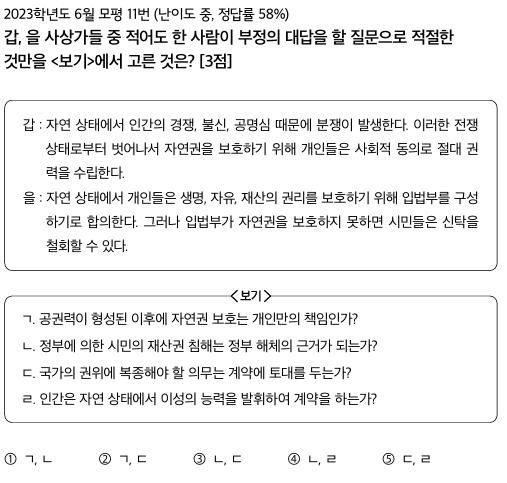 2023학년도 6월 모평 11번 (난이도 중, 정답률 58%)
갑, 을 사상가들 중 적어도 한 사람이 부정의 대답을 할 질문으로 적절한
것만을 <보기>에서 고른 것은? [3점]
갑 : 자연 상태에서 인간의 경쟁, 불신, 공명심 때문에 분쟁이 발생한다. 이러한 전쟁
상태로부터 벗어나서 자연권을 보호하기 위해 개인들은 사회적 동의로 절대 권
력을 수립한다.
을 : 자연 상태에서 개인들은 생명, 자유, 재산의 권리를 보호하기 위해 입법부를 구성
하기로 합의한다. 그러나 입법부가 자연권을 보호하지 못하면 시민들은 신탁을
철회할 수 있다.
<보기>
ㄱ. 공권력이 형성된 이후에 자연권 보호는 개인만의 책임인가?
ㄴ. 정부에 의한 시민의 재산권 침해는 정부 해체의 근거가 되는가?
ㄷ. 국가의 권위에 복종해야 할 의무는 계약에 토대를 두는가?
ㄹ. 인간은 자연 상태에서 이성의 능력을 발휘하여 계약을 하는가?
① ㄱ, ㄴ ② ㄱ, ㄷ ③ ㄴ, ㄷ ④ ㄴ, ㄹ ⑤ ㄷ, ㄹ